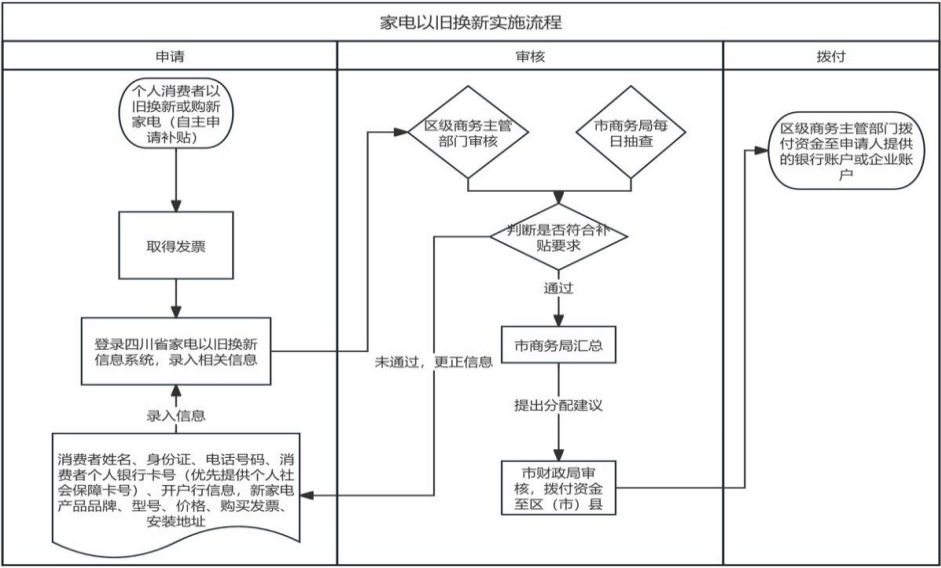 家电以旧换新实施流程
申请
审核
拨付
个人消费者以
旧换新或购新
家电（自主申
请补贴）
取得发票
登录四川省家电以旧换新
信息系统，录入相关信息
录入信息
消费者姓名、身份证、电话号码、消
费者个人银行卡号（优先提供个人社
会保障卡号）、开户行信息，新家电
产品品牌、型号、价格、购买发票、
安装地址
区级商务主管
部门审核
市商务局每
日抽查
判断是否符合补
贴要求
通过
未通过，更正信息
市商务局汇总
提出分配建议
市财政局审
核，拨付资金
至区（市）县
区级商务主管部门拨
付资金至申请人提供
的银行账户或企业账
户